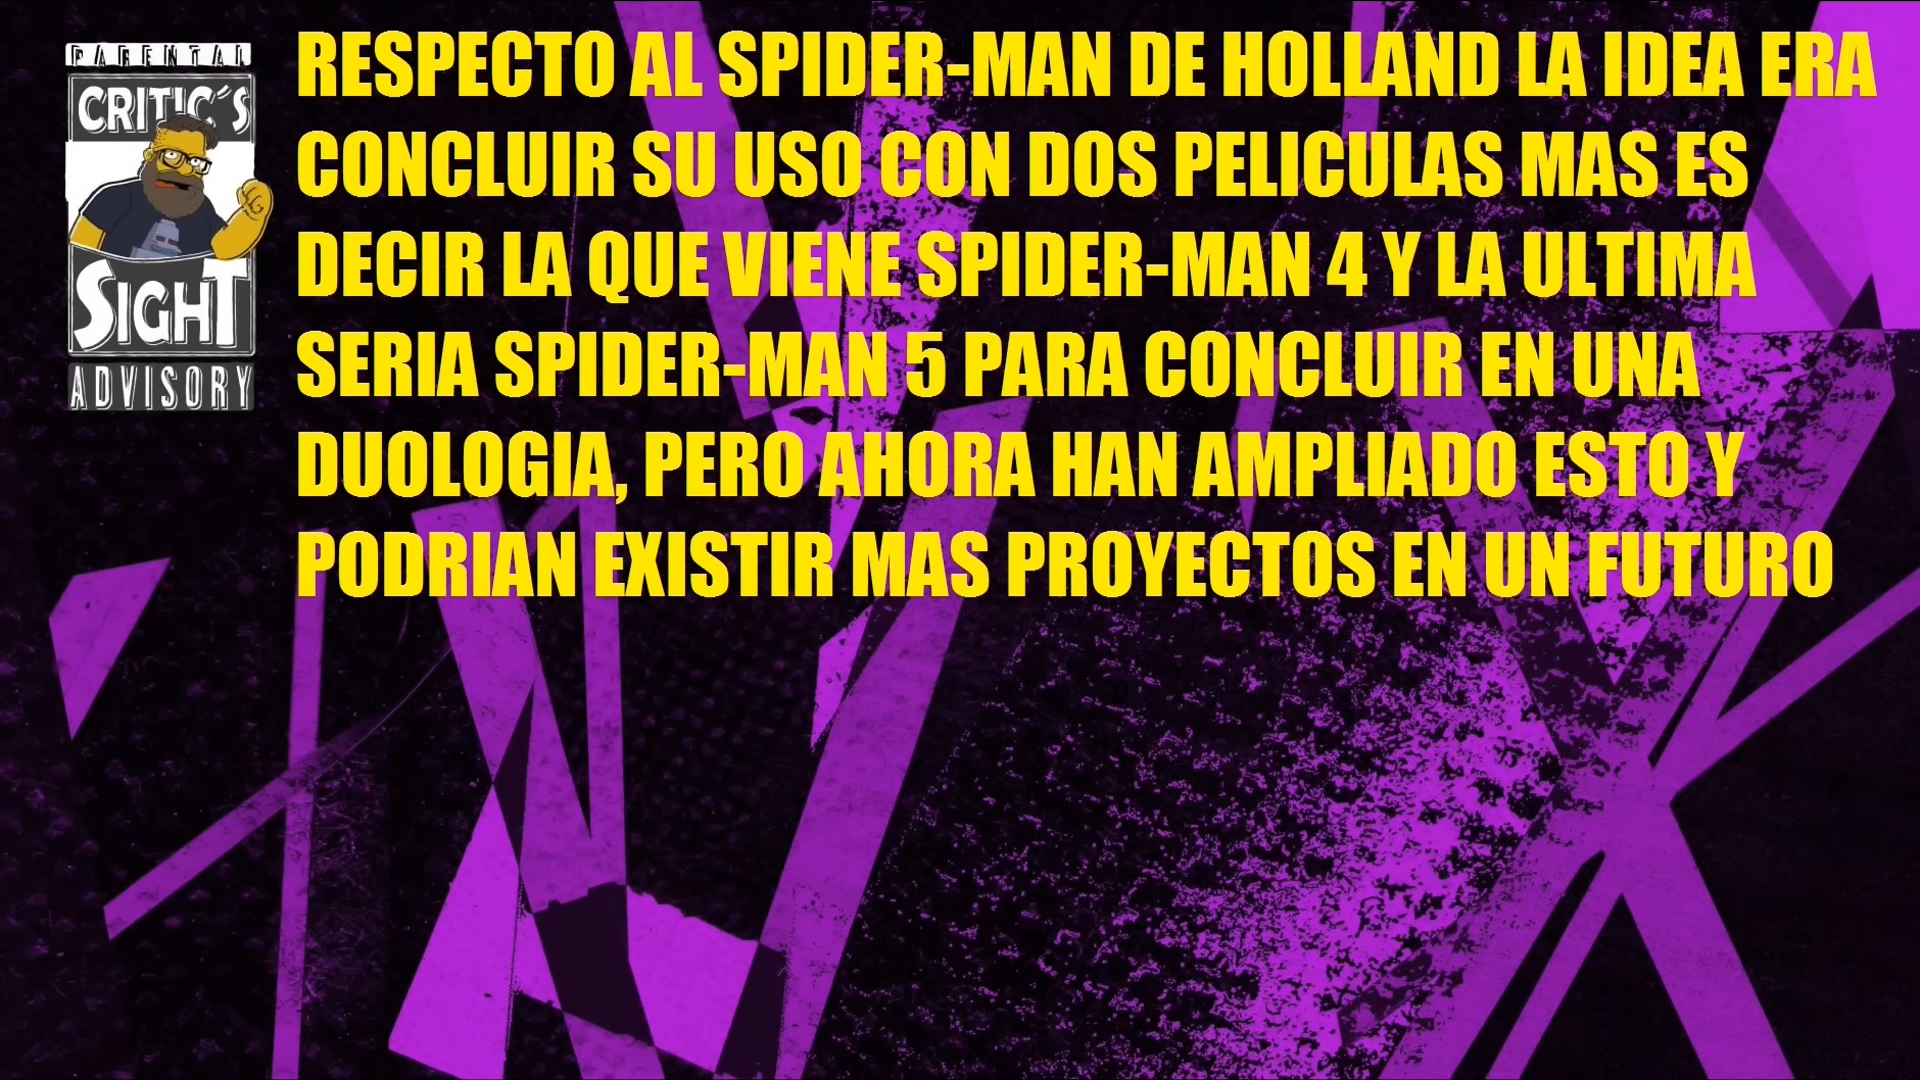 PARENTAL
CRITIC'S
SIGHT
ADVISORY
RESPECTO AL SPIDER-MAN DE HOLLAND LA IDEA ERA
CONCLUIR SU USO CON DOS PELICULAS MAS ES
DECIR LA QUE VIENE SPIDER-MAN 4 Y LA ULTIMA
SERIA SPIDER-MAN 5 PARA CONCLUIR EN UNA
DUOLOGIA, PERO AHORA HAN AMPLIADO ESTO Y
PODRIAN EXISTIR MAS PROYECTOS EN UN FUTURO